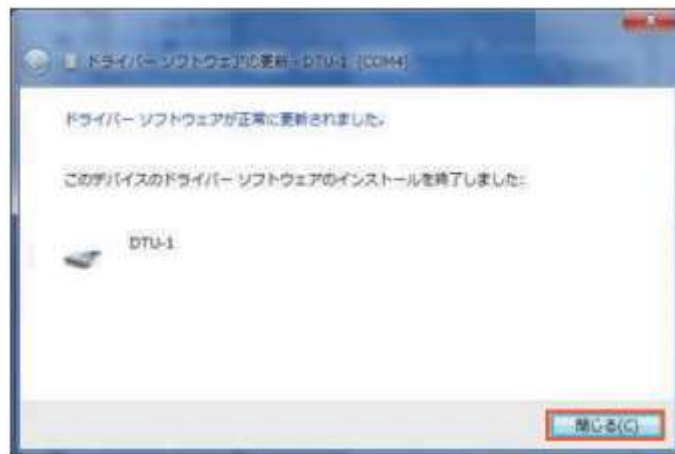 ドライバー ソフトウェアの更新 - DTU-1 (COM4)
ドライバー ソフトウェアが正常に更新されました。
このデバイスのドライバー ソフトウェアのインストールを終了しました:
DTU-1
閉じる(C)